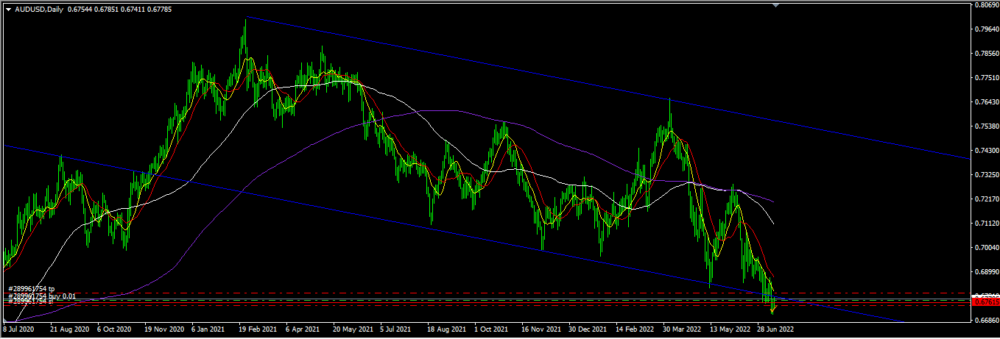 AUDUSD,Daily 0.67544 0.67851 0.67411 0.67785
0.80690
0.79640
0.78560
0.77510
0.76430
0.75380
0.74300
0.73250
0.72170
0.71120
0.70040
0.68990
#289961754 tp
#289961754 buy 0.01
#289961754 sl
0.67615
0.66860
8 Jul 2020 21 Aug 2020 6 Oct 2020 19 Nov 2020 6 Jan 2021 19 Feb 2021 6 Apr 2021 20 May 2021 5 Jul 2021 18 Aug 2021 1 Oct 2021 16 Nov 2021 30 Dec 2021 14 Feb 2022 30 Mar 2022 13 May 2022 28 Jun 2022